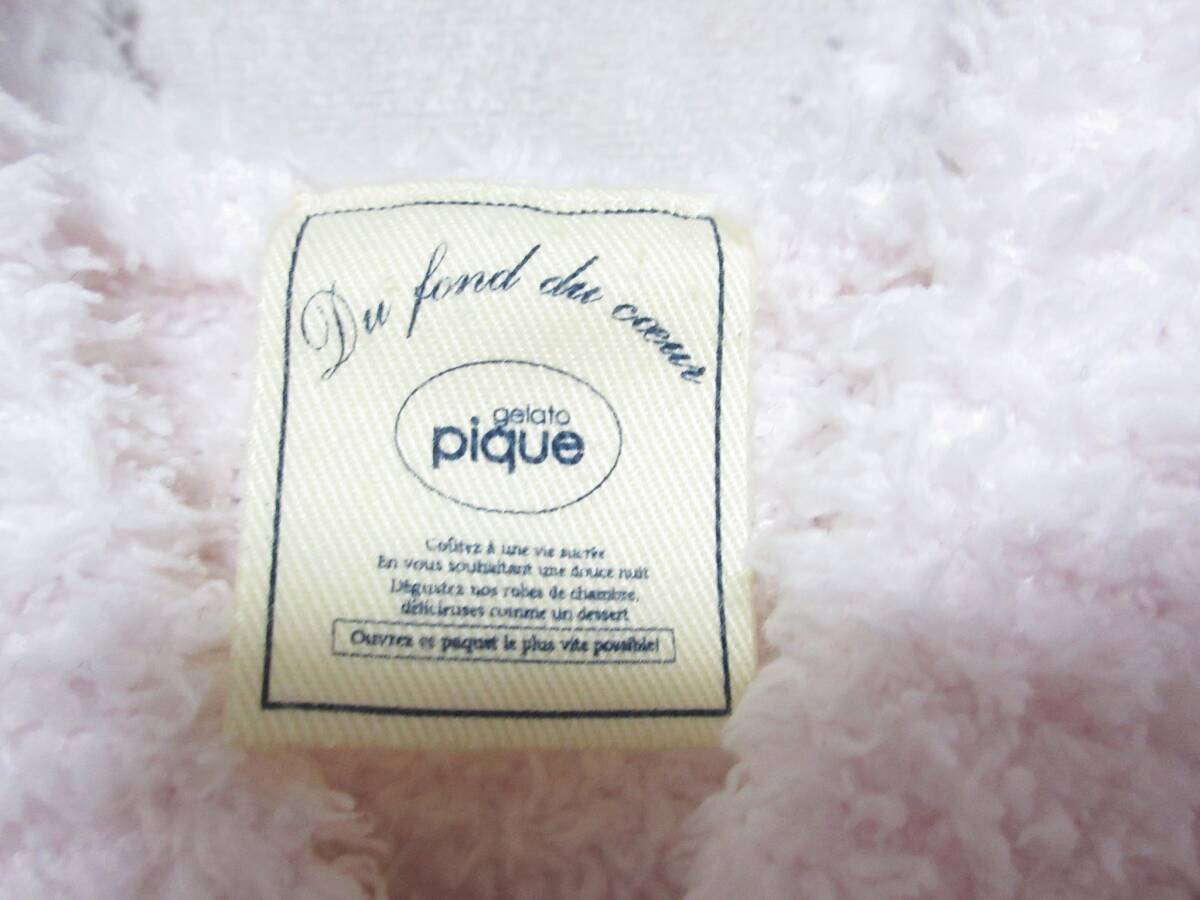 Du fond du cœur
gelato
pique
Goûtez à une vie sucrée
En vous souhaitant une douce nuit
Dégustez nos robes de chambre,
délicieuses comme un dessert
Ouvrez ce paquet le plus vite possible!